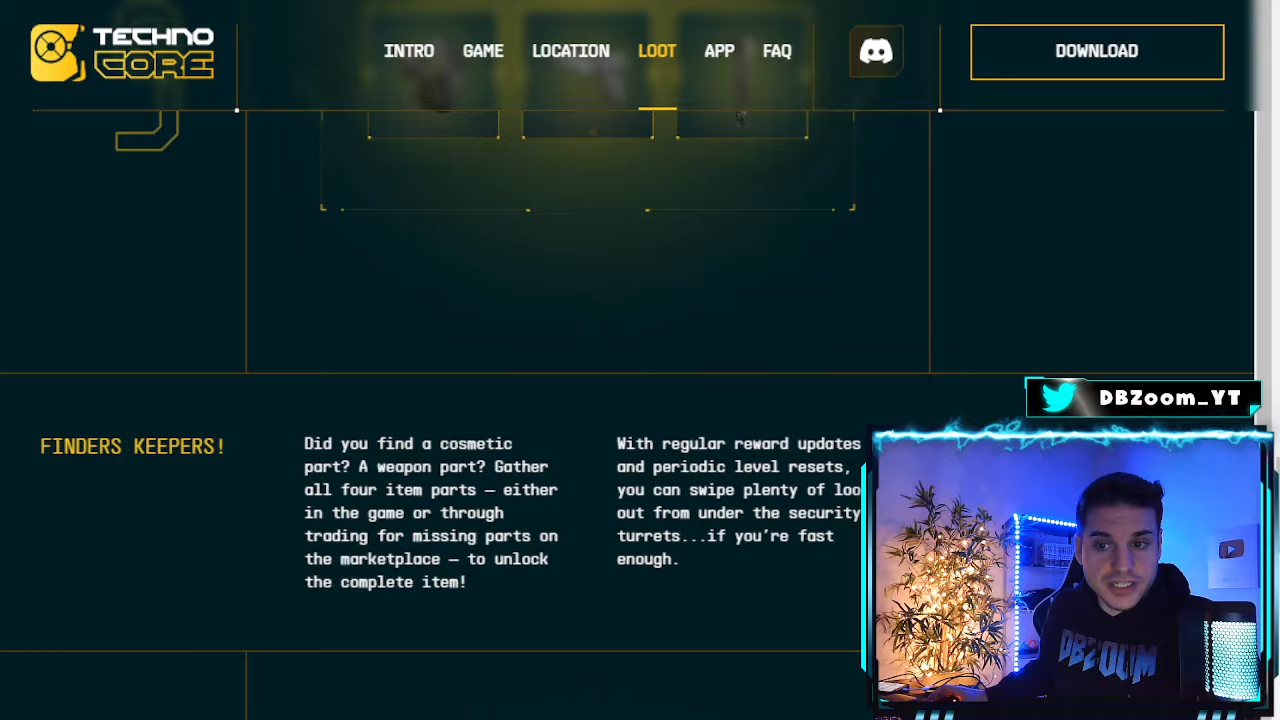 TECHNO
CORE
INTRO GAME LOCATION LOOT APP FAQ
DOWNLOAD
DBZoom_YT
FINDERS KEEPERS!
Did you find a cosmetic
part? A weapon part? Gather
all four item parts — either
in the game or through
trading for missing parts on
the marketplace — to unlock
the complete item!
With regular reward updates
and periodic level resets,
you can swipe plenty of loo
out from under the security
turrets...if you're fast
enough.
DBZOOM